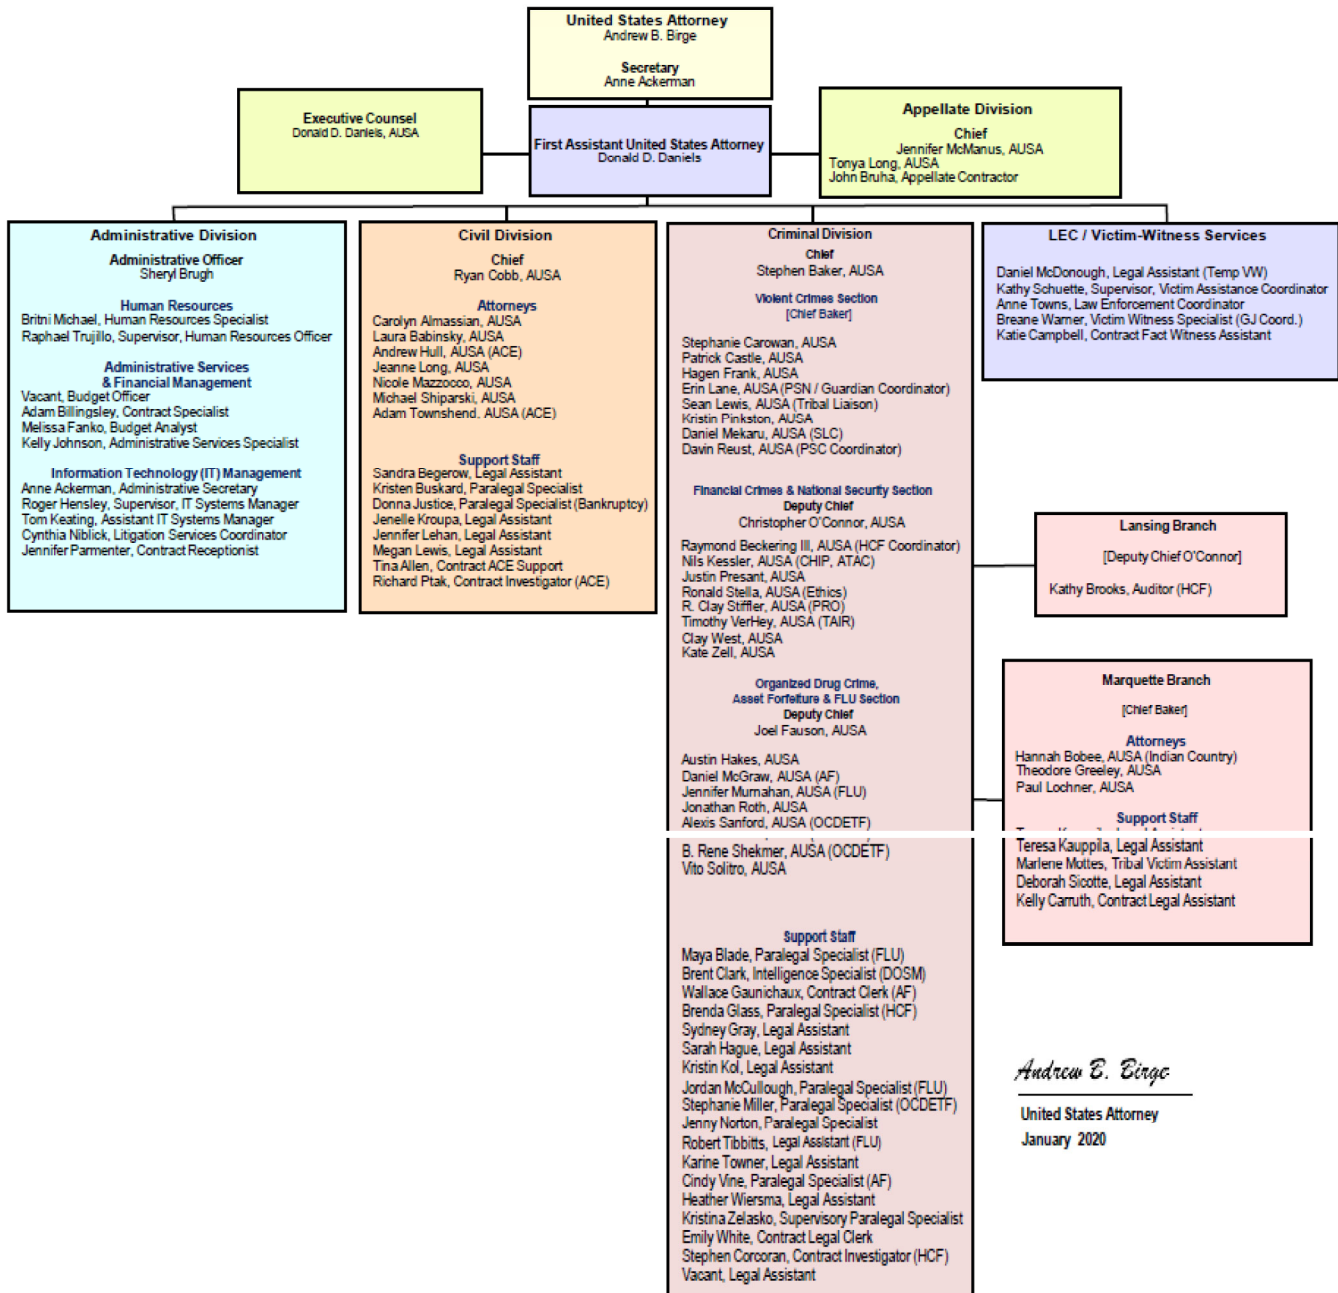 United States Attorney
Andrew B. Birge
Secretary
Anne Ackerman
Executive Counsel
Donald D. Daniels, AUSA
First Assistant United States Attorney
Donald D. Daniels
Appellate Division
Chief
Jennifer McManus, AUSA
Tonya Long, AUSA
John Bruha, Appellate Contractor
Administrative Division
Administrative Officer
Sheryl Brugh
Human Resources
Britni Michael, Human Resources Specialist
Raphael Trujillo, Supervisor, Human Resources Officer
Administrative Services
& Financial Management
Vacant, Budget Officer
Adam Billingsley, Contract Specialist
Melissa Fanko, Budget Analyst
Kelly Johnson, Administrative Services Specialist
Information Technology (IT) Management
Anne Ackerman, Administrative Secretary
Roger Hensley, Supervisor, IT Systems Manager
Tom Keating, Assistant IT Systems Manager
Cynthia Niblick, Litigation Services Coordinator
Jennifer Parmenter, Contract Receptionist
Civil Division
Chief
Ryan Cobb, AUSA
Attorneys
Carolyn Almassian, AUSA
Laura Babinsky, AUSA
Andrew Hull, AUSA (ACE)
Jeanne Long, AUSA
Nicole Mazzocco, AUSA
Michael Shiparski, AUSA
Adam Townshend. AUSA (ACE)
Support Staff
Sandra Begerow, Legal Assistant
Kristen Buskard, Paralegal Specialist
Donna Justice, Paralegal Specialist (Bankruptcy)
Jenelle Kroupa, Legal Assistant
Jennifer Lehan, Legal Assistant
Megan Lewis, Legal Assistant
Tina Allen, Contract ACE Support
Richard Ptak, Contract Investigator (ACE)
Criminal Division
Chief
Stephen Baker, AUSA
Violent Crimes Section
[Chief Baker]
Stephanie Carowan, AUSA
Patrick Castle, AUSA
Hagen Frank, AUSA
Erin Lane, AUSA (PSN / Guardian Coordinator)
Sean Lewis, AUSA (Tribal Liaison)
Kristin Pinkston, AUSA
Daniel Mekaru, AUSA (SLC)
Davin Reust, AUSA (PSC Coordinator)
Financial Crimes & National Security Section
Deputy Chief
Christopher O'Connor, AUSA
Raymond Beckering III, AUSA (HCF Coordinator)
Nils Kessler, AUSA (CHIP, ATAC)
Justin Presant, AUSA
Ronald Stella, AUSA (Ethics)
R. Clay Stiffler, AUSA (PRO)
Timothy VerHey, AUSA (TAIR)
Clay West, AUSA
Kate Zell, AUSA
Organized Drug Crime,
Asset Forfeiture & FLU Section
Deputy Chief
Joel Fauson, AUSA
Austin Hakes, AUSA
Daniel McGraw, AUSA (AF)
Jennifer Murnahan, AUSA (FLU)
Jonathan Roth, AUSA
Alexis Sanford, AUSA (OCDETF)
B. Rene Shekmer, AUSA (OCDETF)
Vito Solitro, AUSA
Support Staff
Maya Blade, Paralegal Specialist (FLU)
Brent Clark, Intelligence Specialist (DOSM)
Wallace Gaunichaux, Contract Clerk (AF)
Brenda Glass, Paralegal Specialist (HCF)
Sydney Gray, Legal Assistant
Sarah Hague, Legal Assistant
Kristin Kol, Legal Assistant
Jordan McCullough, Paralegal Specialist (FLU)
Stephanie Miller, Paralegal Specialist (OCDETF)
Jenny Norton, Paralegal Specialist
Robert Tibbitts, Legal Assistant (FLU)
Karine Towner, Legal Assistant
Cindy Vine, Paralegal Specialist (AF)
Heather Wiersma, Legal Assistant
Kristina Zelasko, Supervisory Paralegal Specialist
Emily White, Contract Legal Clerk
Stephen Corcoran, Contract Investigator (HCF)
Vacant, Legal Assistant
LEC / Victim-Witness Services
Daniel McDonough, Legal Assistant (Temp VW)
Kathy Schuette, Supervisor, Victim Assistance Coordinator
Anne Towns, Law Enforcement Coordinator
Breane Warner, Victim Witness Specialist (GJ Coord.)
Katie Campbell, Contract Fact Witness Assistant
Lansing Branch
[Deputy Chief O'Connor]
Kathy Brooks, Auditor (HCF)
Marquette Branch
[Chief Baker]
Attorneys
Hannah Bobee, AUSA (Indian Country)
Theodore Greeley, AUSA
Paul Lochner, AUSA
Support Staff
Teresa Kauppila, Legal Assistant
Marlene Mottes, Tribal Victim Assistant
Deborah Sicotte, Legal Assistant
Kelly Carruth, Contract Legal Assistant
Andrew B. Birge
United States Attorney
January 2020